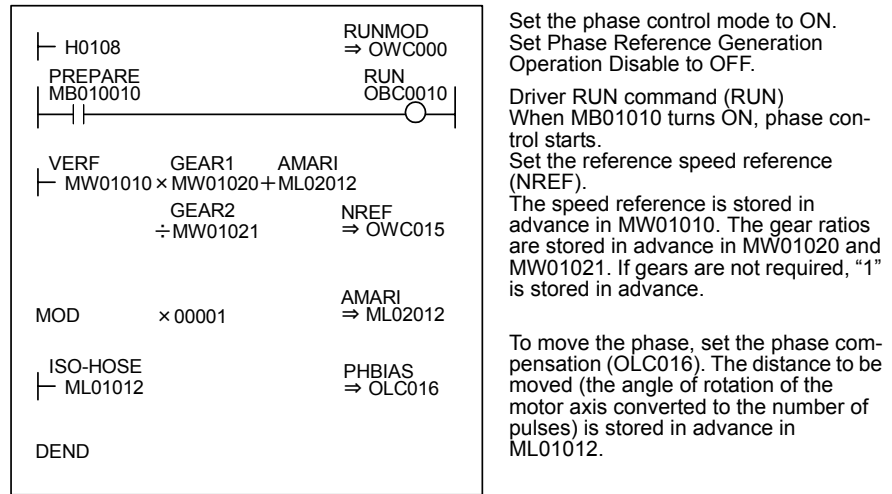 H0108
RUNMOD
⇒ OWC000
PREPARE
MB010010
RUN
OBC0010
VERF GEAR1 AMARI
MW01010×MW01020+ML02012
GEAR2 NREF
÷MW01021 ⇒ OWC015
AMARI
MOD ×00001 ⇒ ML02012
ISO-HOSE PHBIAS
ML01012 ⇒ OLC016
DEND
Set the phase control mode to ON.
Set Phase Reference Generation
Operation Disable to OFF.
Driver RUN command (RUN)
When MB01010 turns ON, phase con-
trol starts.
Set the reference speed reference
(NREF).
The speed reference is stored in
advance in MW01010. The gear ratios
are stored in advance in MW01020 and
MW01021. If gears are not required, “1”
is stored in advance.
To move the phase, set the phase com-
pensation (OLC016). The distance to be
moved (the angle of rotation of the
motor axis converted to the number of
pulses) is stored in advance in
ML01012.